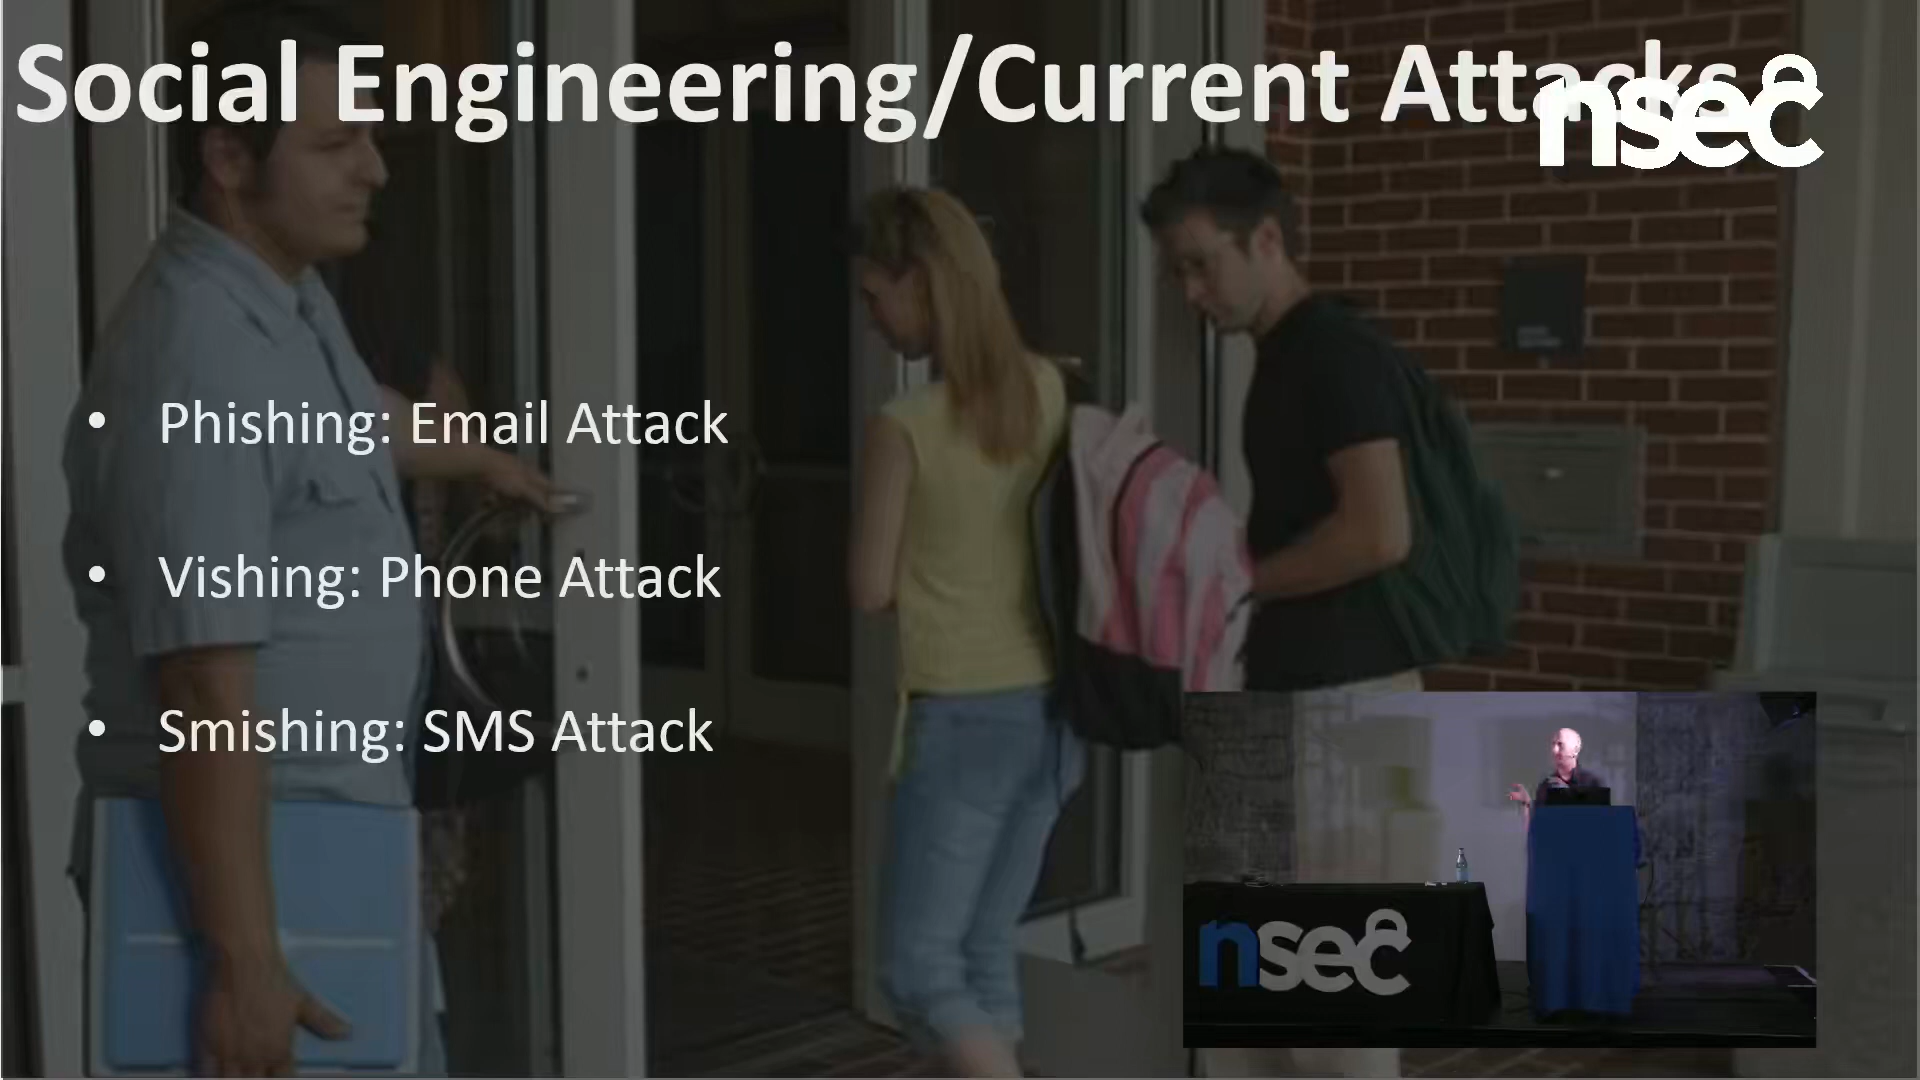 Social Engineering/Current Attacks
nsec
• Phishing: Email Attack
• Vishing: Phone Attack
• Smishing: SMS Attack
nsec